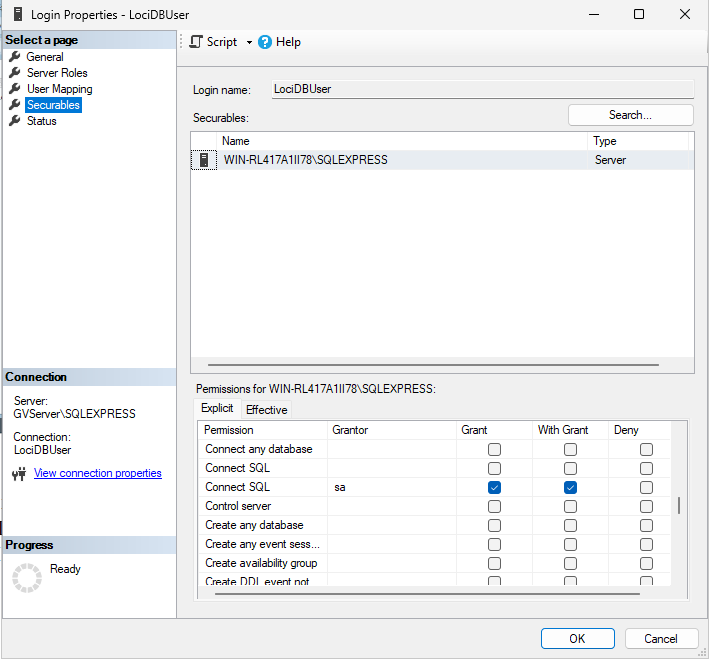 Login Properties - LociDBUser
Select a page
General
Server Roles
User Mapping
Securables
Status
Script
Help
Login name: LociDBUser
Securables: Search...
Name Type
WIN-RL417A1II78\SQLEXPRESS Server
Connection
Server:
GVServer\SQLEXPRESS
Connection:
LociDBUser
View connection properties
Progress
Ready
Permissions for WIN-RL417A1II78\SQLEXPRESS:
Explicit Effective
Permission Grantor Grant With Grant Deny
Connect any database
Connect SQL
Connect SQL sa
Control server
Create any database
Create any event sess...
Create availability group
Create DDL event not
OK Cancel